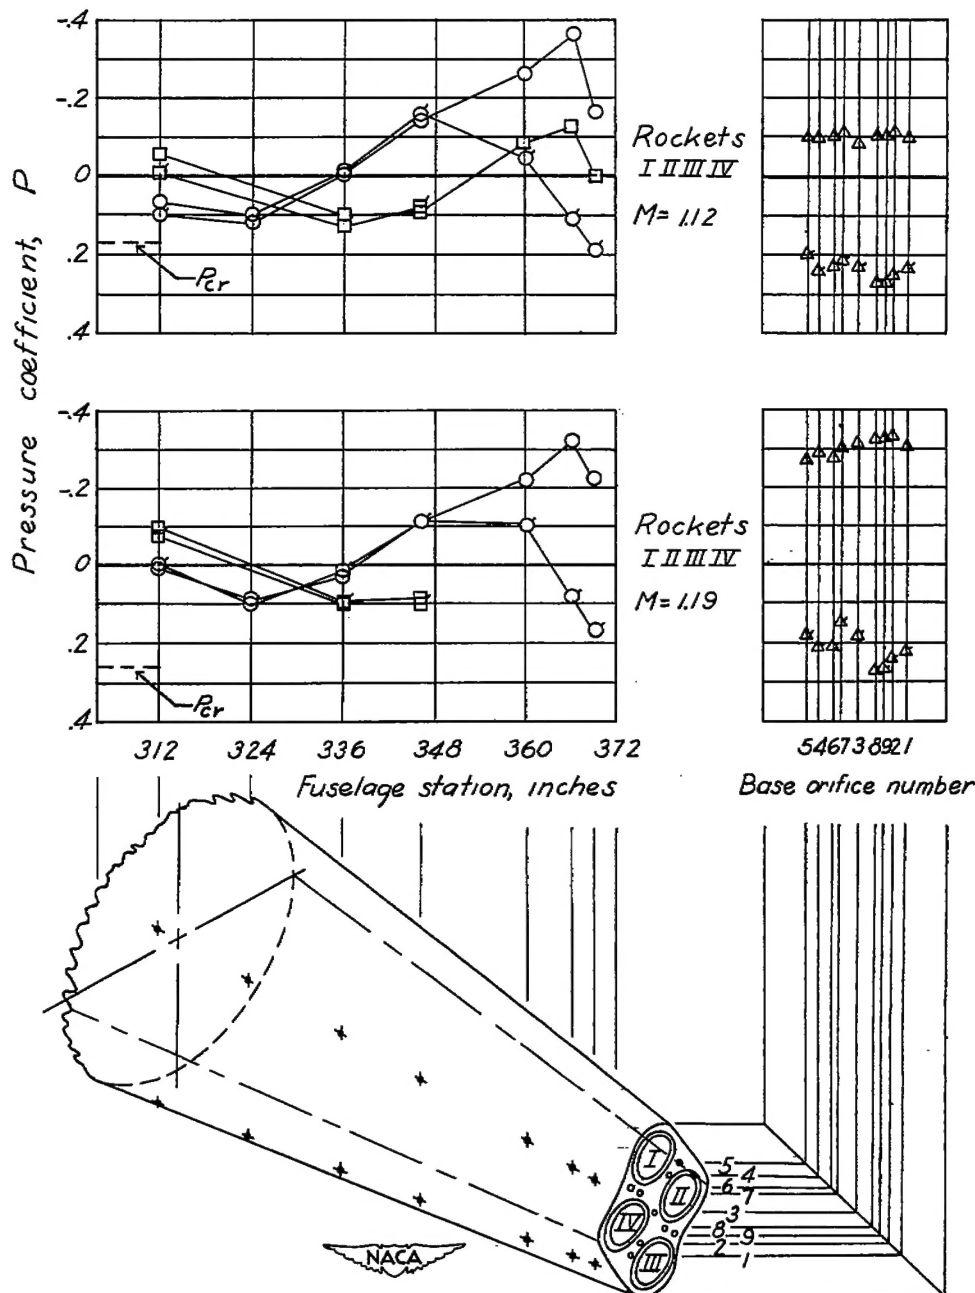 Pressure coefficient, P
-.4
-.2
0
.2
.4
Pcr
Rockets
I II III IV
M = 1.12
-.4
-.2
0
.2
.4
Pcr
Rockets
I II III IV
M = 1.19
312 324 336 348 360 372
Fuselage station, inches
546738921
Base orifice number
I
II
IV
III
5
4
6
7
3
8
9
2
1
NACA